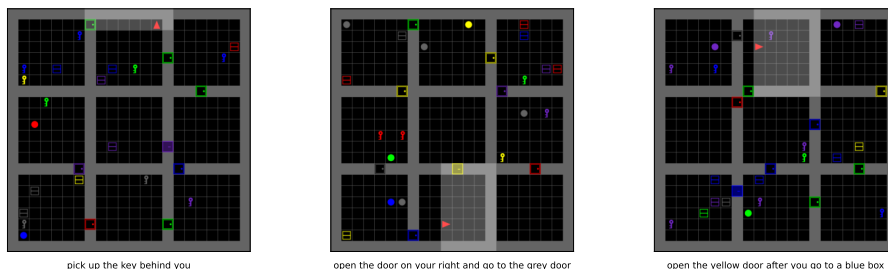 pick up the key behind you
open the door on your right and go to the grey door
open the yellow door after you go to a blue box